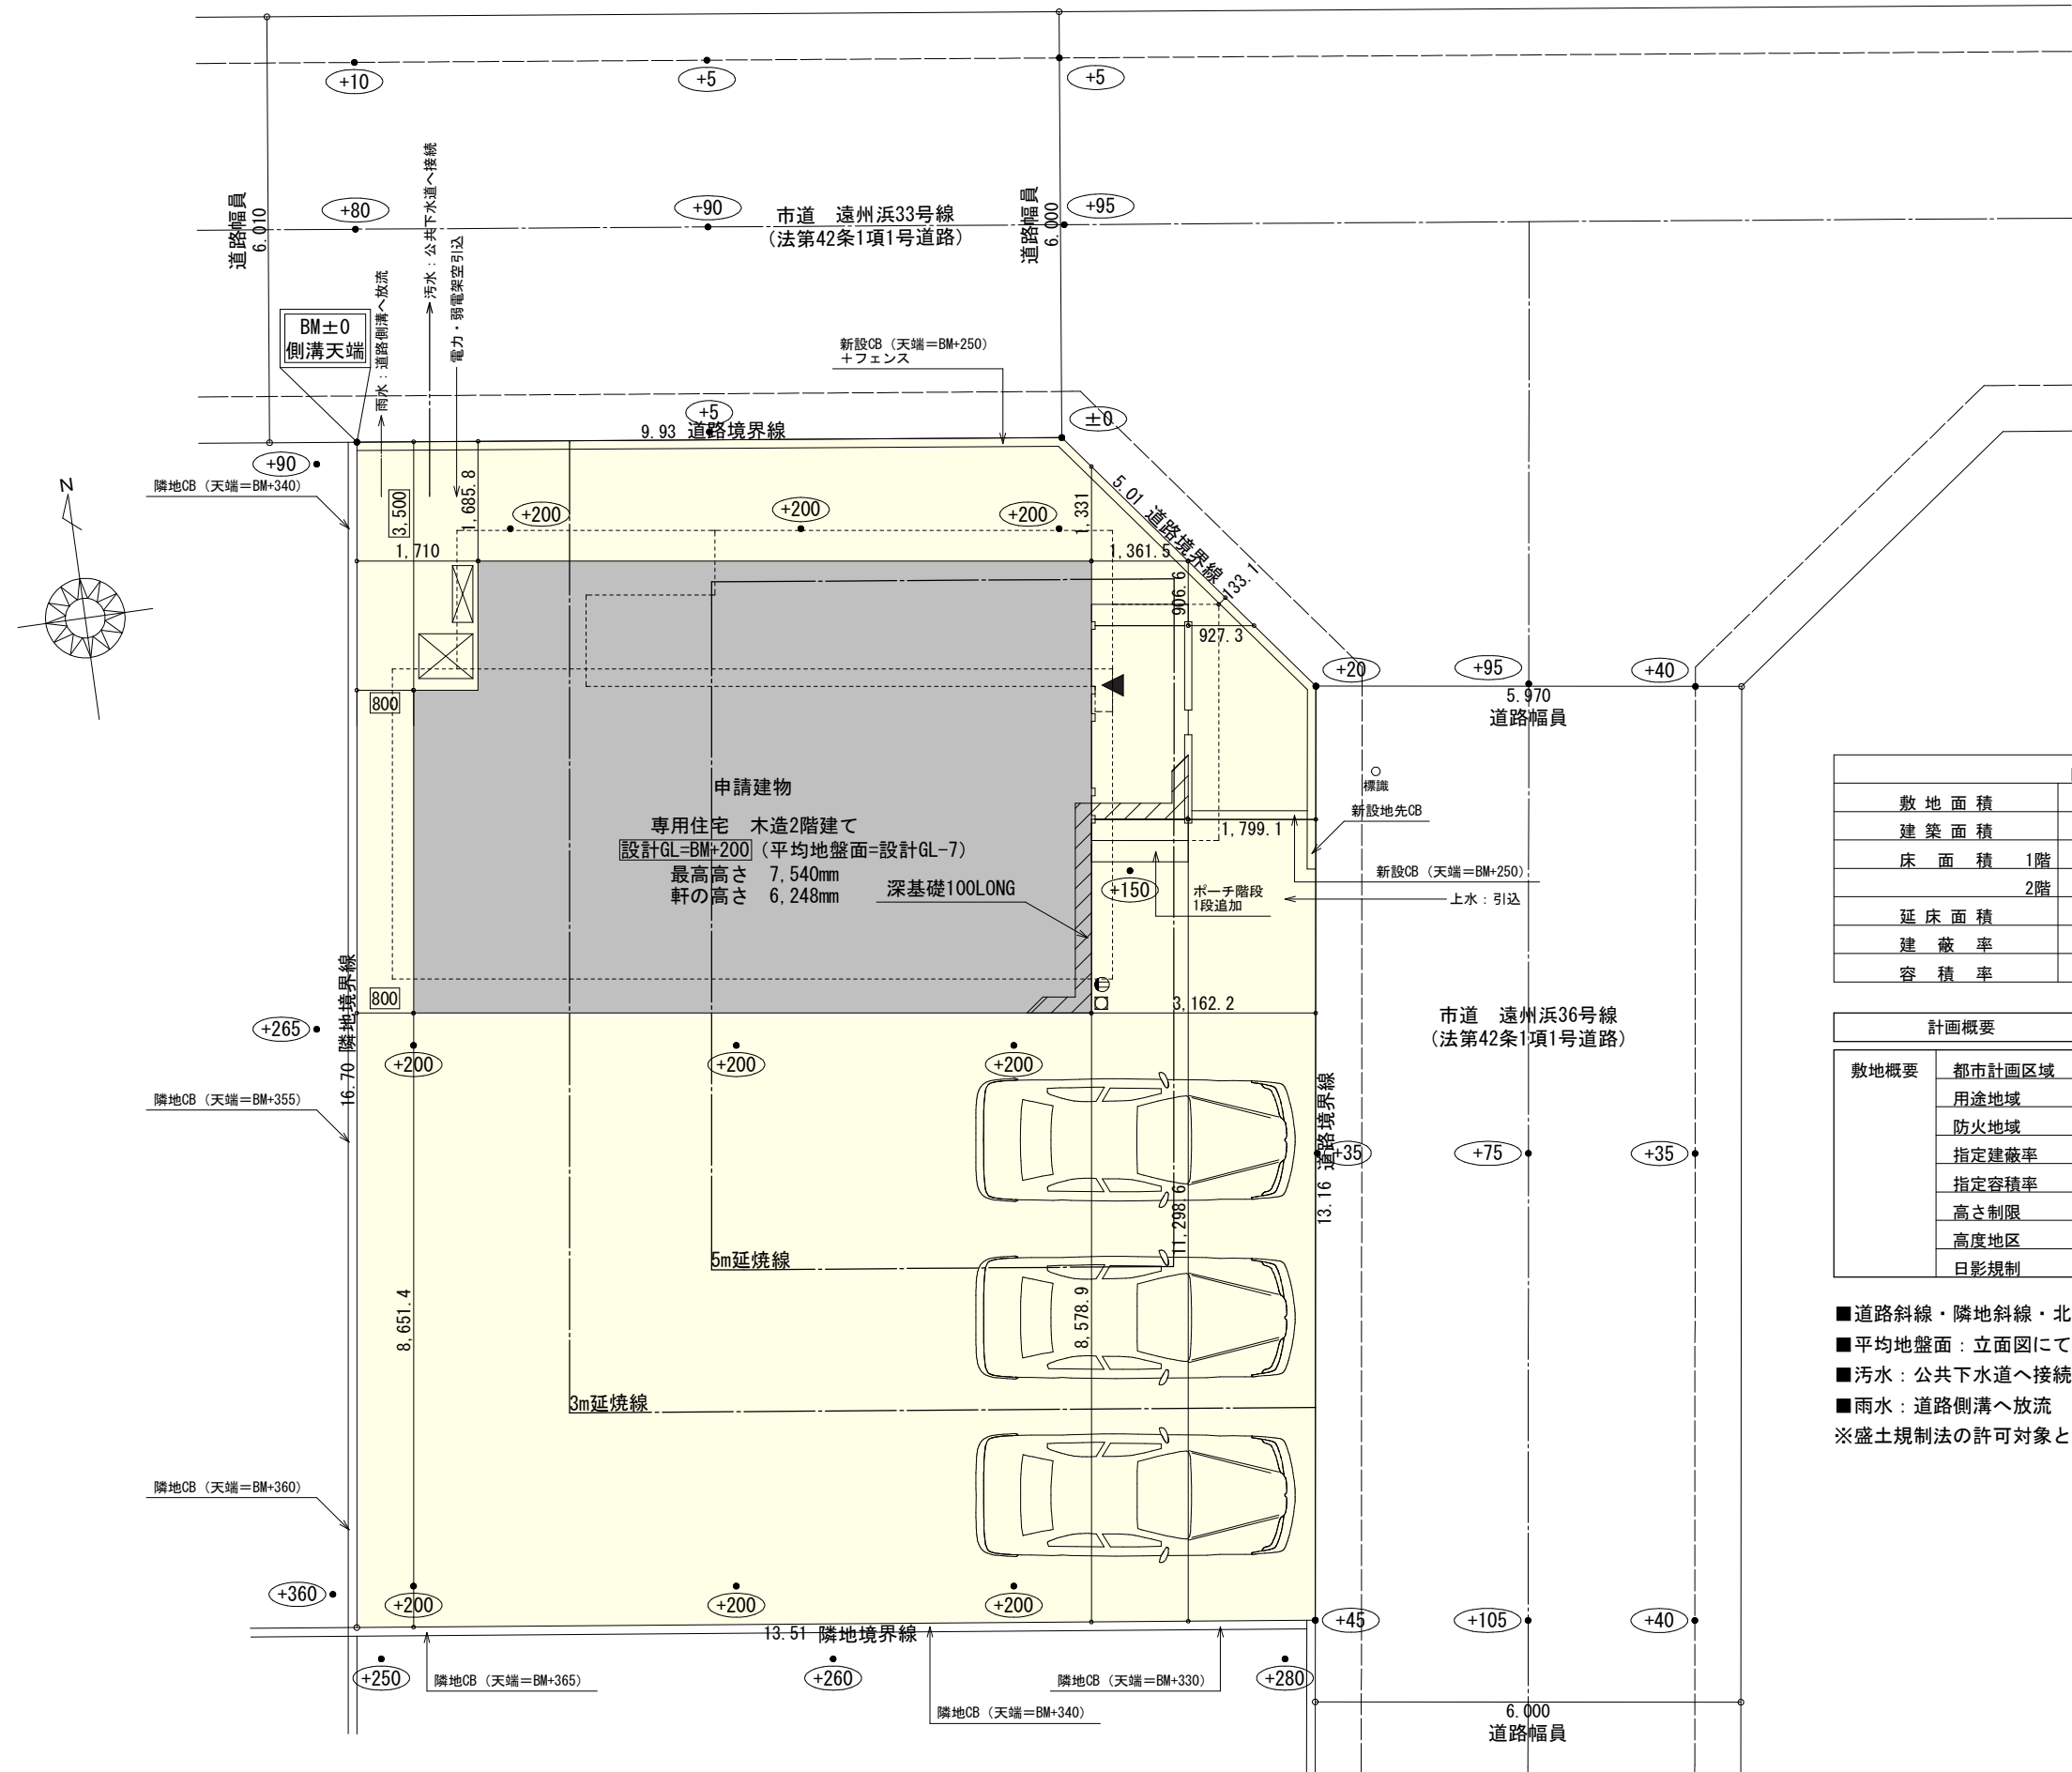 +10
+5
+5
道路幅員
6.010
+80
+90
市道　遠州浜33号線
（法第42条1項1号道路）
道路幅員
6.000
+95
BM±0
側溝天端
雨水：道路側溝へ放流
汚水：公共下水道へ接続
電力・弱電架空引込
新設CB（天端＝BM+250）
＋フェンス
+5
9.93 道路境界線
±0
+90
隣地CB（天端＝BM+340）
N
3,500
1,685.8
+200
+200
+200
1,331
5.01 道路境界線
1,710
1,361.5
133.1
906.6
927.3
+20
+95
+40
5.970
道路幅員
800
標識
新設地先CB
申請建物
専用住宅　木造2階建て
設計GL=BM+200（平均地盤面=設計GL-7）
最高高さ　7,540mm
軒の高さ　6,248mm
深基礎100LONG
1,799.1
+150
ポーチ階段
1段追加
新設CB（天端＝BM+250）
上水：引込
敷地面積
建築面積
床面積　1階
2階
延床面積
建蔽率
容積率
16.70 隣地境界線
800
3,162.2
+265
市道　遠州浜36号線
（法第42条1項1号道路）
計画概要
敷地概要
都市計画区域
用途地域
防火地域
指定建蔽率
指定容積率
高さ制限
高度地区
日影規制
+200
+200
+200
隣地CB（天端＝BM+355）
13.16 道路境界線
+35
+75
+35
5m延焼線
11,298.6
8,651.4
8,578.9
3m延焼線
■道路斜線・隣地斜線・北
■平均地盤面：立面図にて
■汚水：公共下水道へ接続
■雨水：道路側溝へ放流
※盛土規制法の許可対象と
隣地CB（天端＝BM+360）
+360
+200
+200
+200
+45
+105
+40
13.51 隣地境界線
+250
隣地CB（天端＝BM+365）
+260
隣地CB（天端＝BM+340）
隣地CB（天端＝BM+330）
+280
6.000
道路幅員